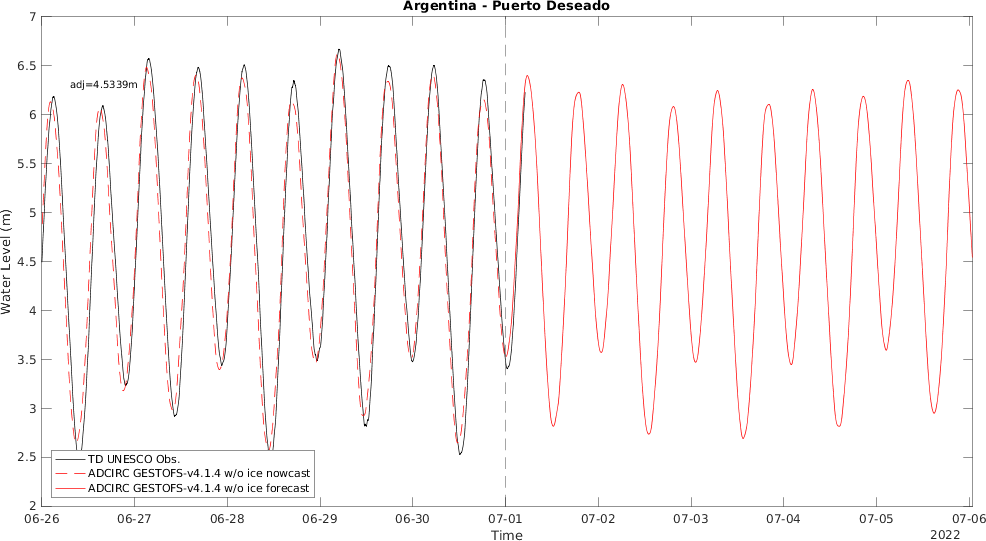 Argentina - Puerto Deseado
7
6.5
6
5.5
5
4.5
4
3.5
3
2.5
2
Water Level (m)
adj=4.5339m
TD UNESCO Obs.
ADCIRC GESTOFS-v4.1.4 w/o ice nowcast
ADCIRC GESTOFS-v4.1.4 w/o ice forecast
06-26 06-27 06-28 06-29 06-30 07-01 07-02 07-03 07-04 07-05 07-06
Time
2022